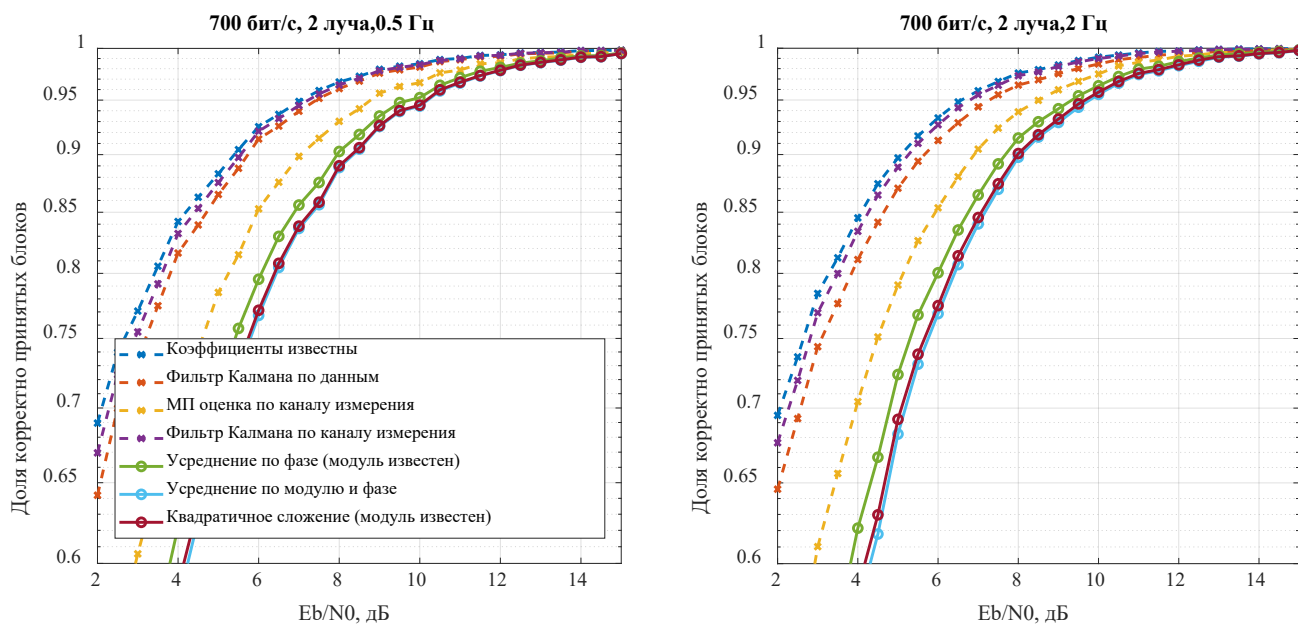 700 бит/с, 2 луча,0.5 Гц
Доля корректно принятых блоков
1
0.95
0.9
0.85
0.8
0.75
0.7
0.65
0.6
Коэффициенты известны
Фильтр Калмана по данным
МП оценка по каналу измерения
Фильтр Калмана по каналу измерения
Усреднение по фазе (модуль известен)
Усреднение по модулю и фазе
Квадратичное сложение (модуль известен)
2 4 6 8 10 12 14
Eb/N0, дБ
700 бит/с, 2 луча,2 Гц
Доля корректно принятых блоков
1
0.95
0.9
0.85
0.8
0.75
0.7
0.65
0.6
2 4 6 8 10 12 14
Eb/N0, дБ